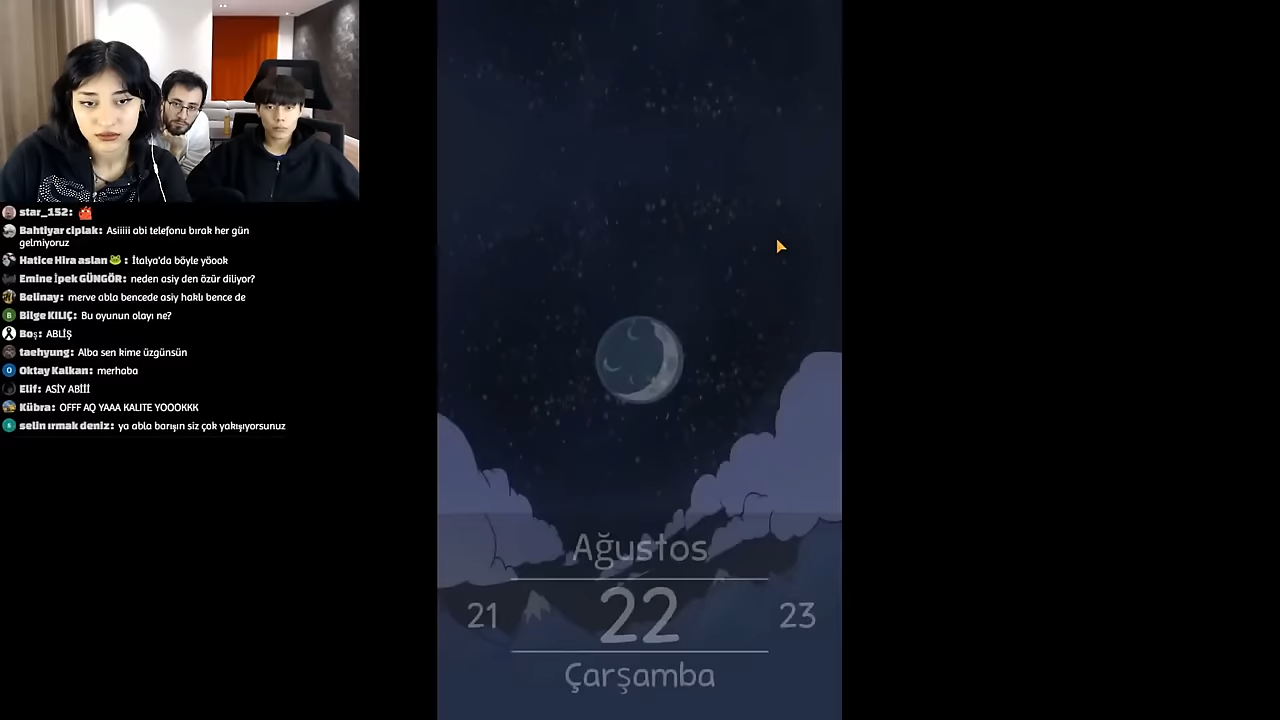 star_152:
Bahtiyar ciplak: Asiiiii abi telefonu bırak her gün
gelmiyoruz
Hatice Hira aslan 🐸 : İtalya'da böyle yöook
Emine İpek GÜNGÖR: neden asiy den özür diliyor?
Belinay: merve abla bencede asiy haklı bence de
B Bilge KILIÇ: Bu oyunun olayı ne?
Boş: ABLİŞ
taehyung: Alba sen kime üzgünsün
O Oktay Kalkan: merhaba
Elif: ASİY ABİİİ
Kübra: OFFF AQ YAAA KALITE YOOOKKK
s selin ırmak deniz: ya abla barışın siz çok yakışıyorsunuz
Ağustos
21 22 23
Çarşamba